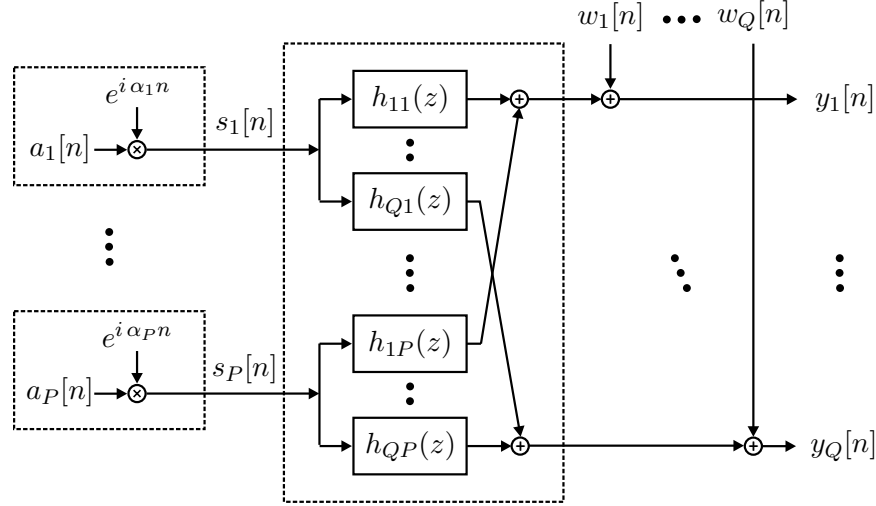 w_1[n] ••• w_Q[n]
e^{i α_1 n}
a_1[n]
s_1[n]
h_{11}(z)
y_1[n]
h_{Q1}(z)
e^{i α_P n}
a_P[n]
s_P[n]
h_{1P}(z)
h_{QP}(z)
y_Q[n]